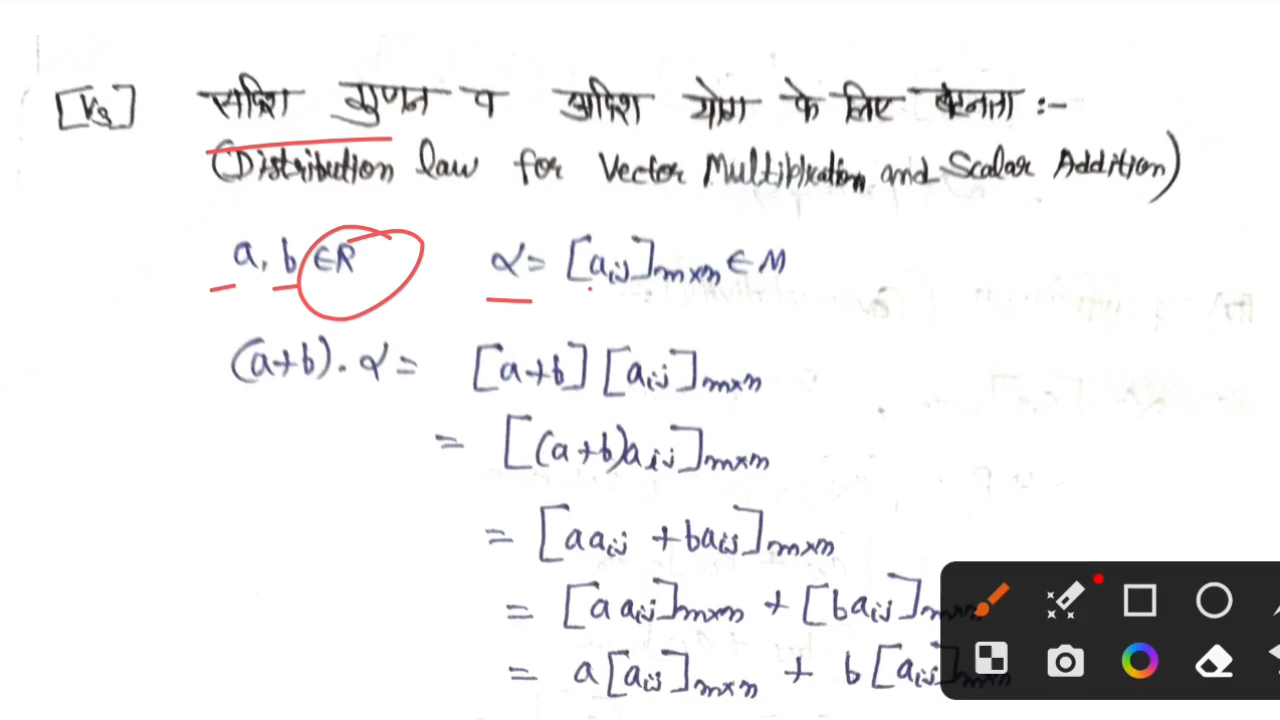 [V3] सदिश गुणन व अदिश योग के लिए बंटनता :-
(Distribution law for Vector Multiplication and Scalar Addition)
a, b ∈R α = [aij]m×n ∈ M
(a+b). α = [a+b] [aij]m×n
= [(a+b)aij]m×n
= [aaij + baij]m×n
= [aaij]m×n + [baij]m×n
= a[aij]m×n + b[aij]m×n